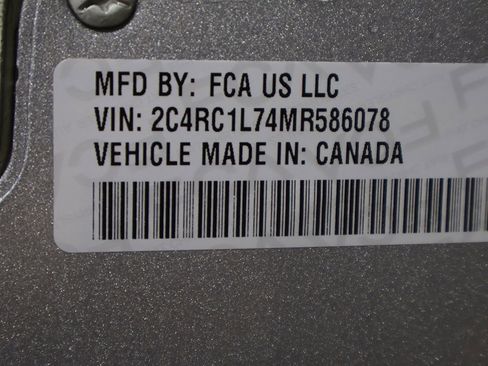 MFD BY: FCA US LLC
VIN: 2C4RC1L74MR586078
VEHICLE MADE IN: CANADA